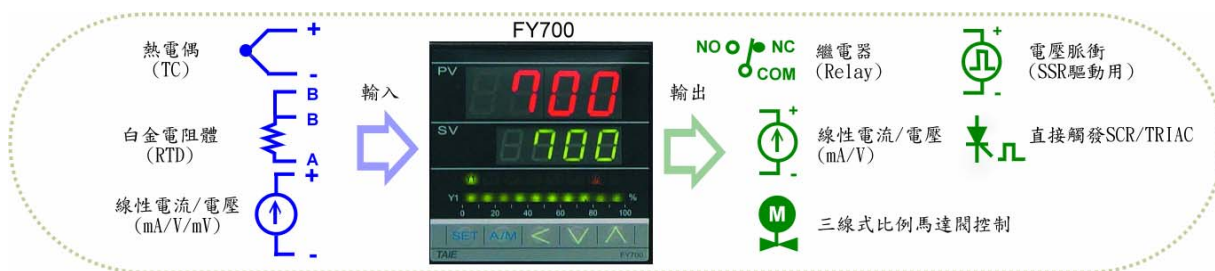 熱電偶
(TC)
+
-
白金電阻體
(RTD)
B
B
A
線性電流/電壓
(mA/V/mV)
+
-
輸入
FY700
PV
700
SV
700
Y1
%
0 20 40 60 80 100
SET A/M
TAIE
FY700
輸出
NO
NC
COM
繼電器
(Relay)
+
-
線性電流/電壓
(mA/V)
M
三線式比例馬達閥控制
+
-
電壓脈衝
(SSR驅動用)
直接觸發SCR/TRIAC